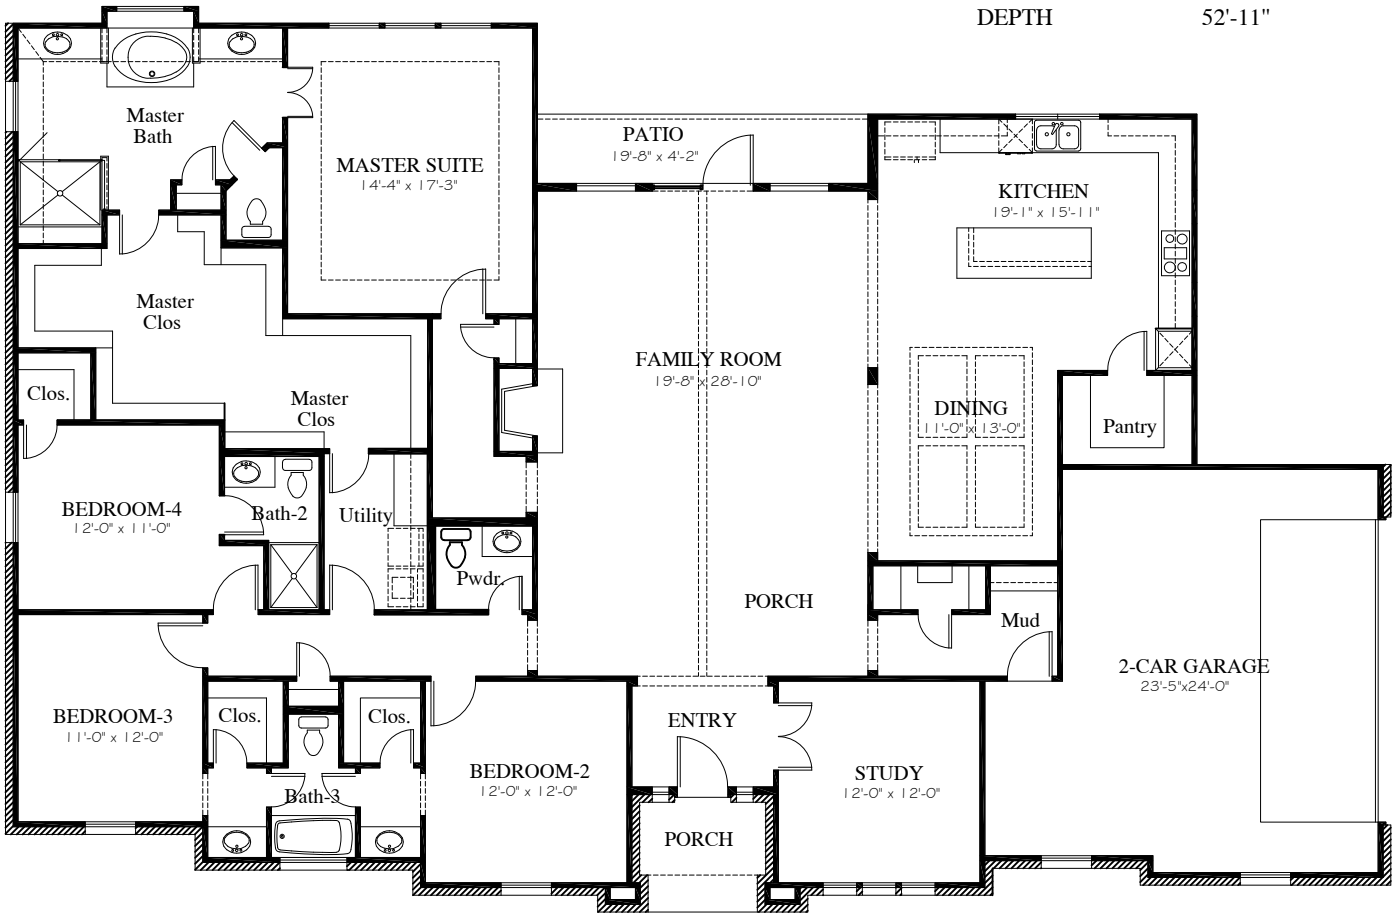 DEPTH 52'-11"
Master
Bath
MASTER SUITE
14'-4" x 17'-3"
PATIO
19'-8" x 4'-2"
KITCHEN
19'-1" x 15'-11"
Master
Clos
FAMILY ROOM
19'-8" x 28'-10"
Clos.
Master
Clos
DINING
11'-0" x 13'-0"
Pantry
BEDROOM-4
12'-0" x 11'-0"
Bath-2
Utility
Pwdr.
PORCH
Mud
2-CAR GARAGE
23'-5"x24'-0"
BEDROOM-3
11'-0" x 12'-0"
Clos.
Clos.
ENTRY
BEDROOM-2
12'-0" x 12'-0"
STUDY
12'-0" x 12'-0"
Bath-3
PORCH